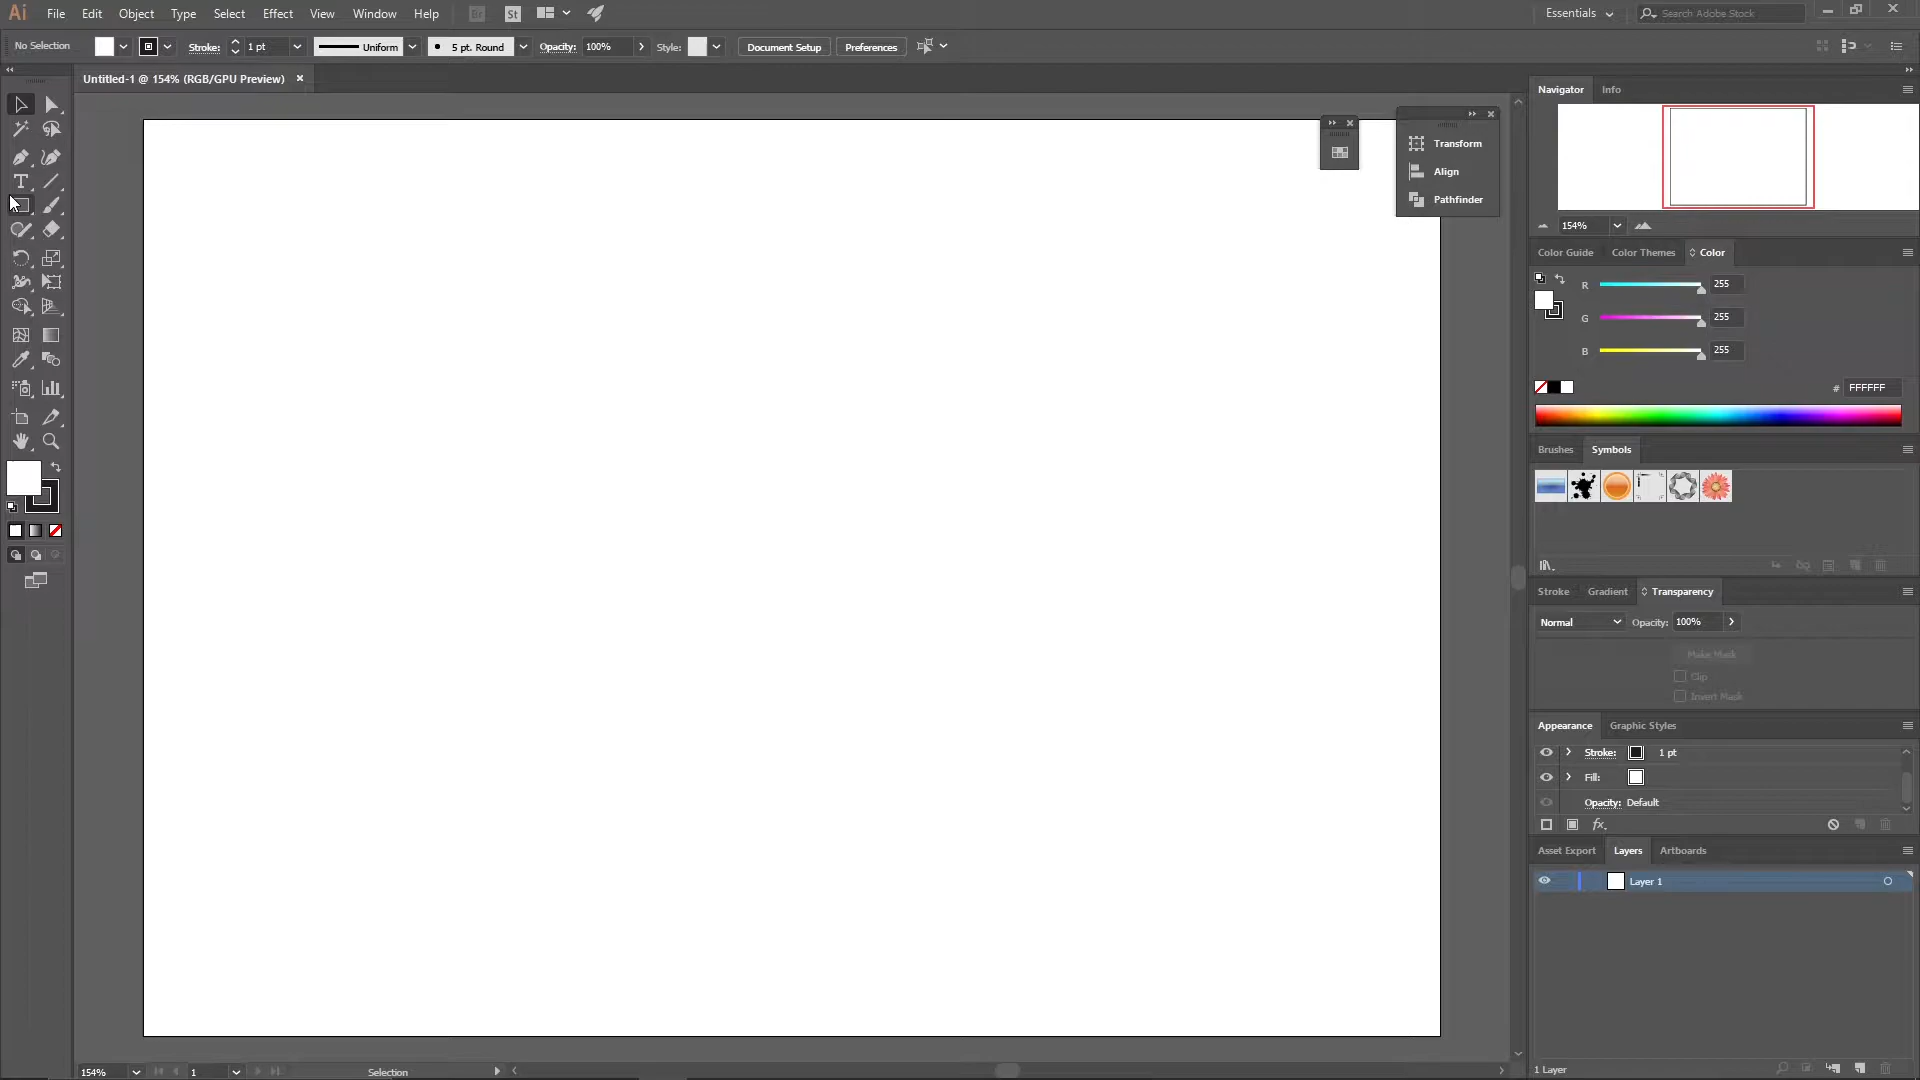 Ai File Edit Object Type Select Effect View Window Help Br St Essentials Search Adobe Stock
No Selection Stroke: 1 pt Uniform 5 pt. Round Opacity: 100% Style: Document Setup Preferences
Untitled-1 @ 154% (RGB/GPU Preview)
Navigator Info
Transform
Align
Pathfinder
154%
Color Guide Color Themes Color
R 255
G 255
B 255
# FFFFFF
Brushes Symbols
Stroke Gradient Transparency
Normal Opacity: 100%
Make Mask
Clip
Invert Mask
Appearance Graphic Styles
Stroke: 1 pt
Fill:
Opacity: Default
fx.
Asset Export Layers Artboards
Layer 1
154% 1 Selection 1 Layer